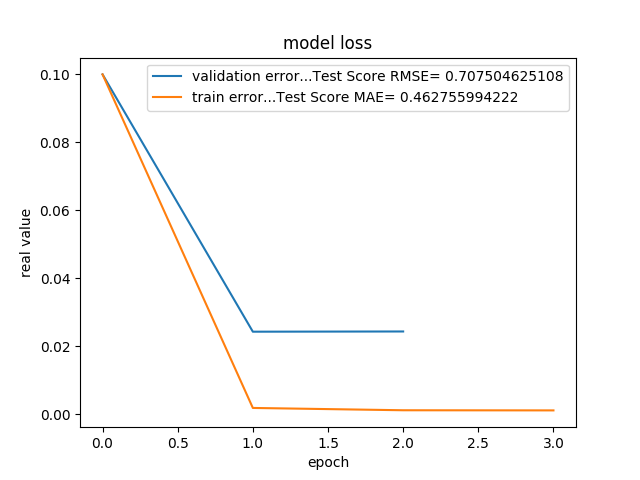 model loss
validation error...Test Score RMSE= 0.707504625108
train error...Test Score MAE= 0.462755994222
real value
0.10
0.08
0.06
0.04
0.02
0.00
0.0 0.5 1.0 1.5 2.0 2.5 3.0
epoch